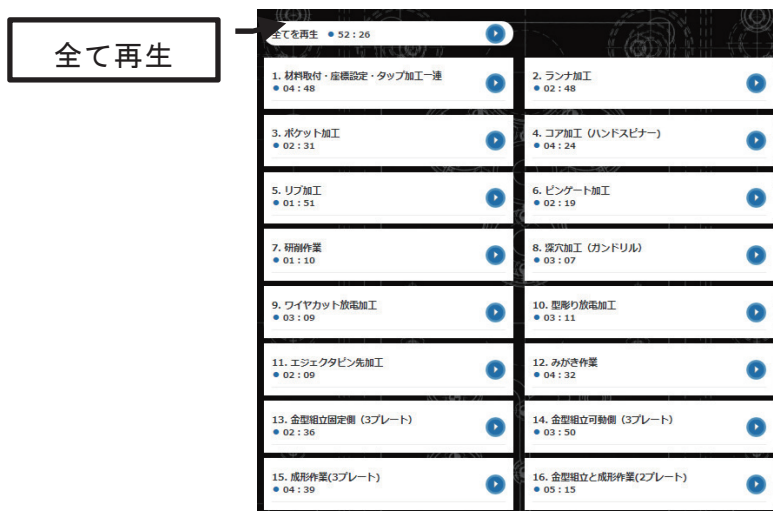 全て再生
全てを再生 ● 52 : 26
1. 材料取付・座標設定・タップ加工一連
● 04 : 48
2. ランナ加工
● 02 : 48
3. ポケット加工
● 02 : 31
4. コア加工（ハンドスピナー)
● 04 : 24
5. リブ加工
● 01 : 51
6. ピンゲート加工
● 02 : 19
7. 研削作業
● 01 : 10
8. 深穴加工（ガンドリル）
● 03 : 07
9. ワイヤカット放電加工
● 03 : 09
10. 型彫り放電加工
● 03 : 11
11. エジェクタピン先加工
● 02 : 09
12. みがき作業
● 04 : 32
13. 金型組立固定側（3プレート）
● 02 : 36
14. 金型組立可動側（3プレート）
● 03 : 50
15. 成形作業(3プレート)
● 04 : 39
16. 金型組立と成形作業(2プレート)
● 05 : 15